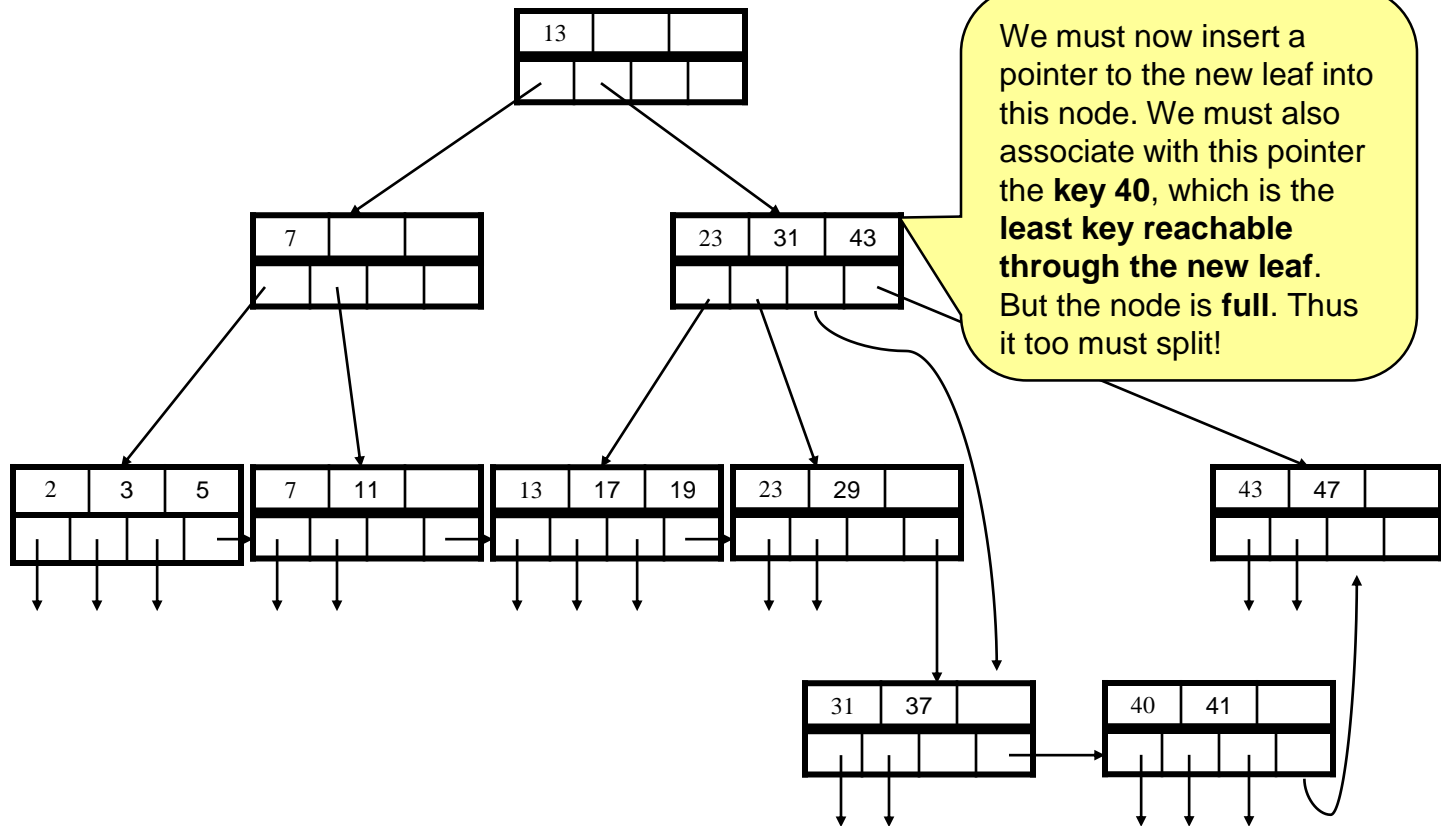 13
We must now insert a
pointer to the new leaf into
this node. We must also
associate with this pointer
the key 40, which is the
least key reachable
through the new leaf.
But the node is full. Thus
it too must split!
7
23 31 43
2 3 5
7 11
13 17 19
23 29
43 47
31 37
40 41